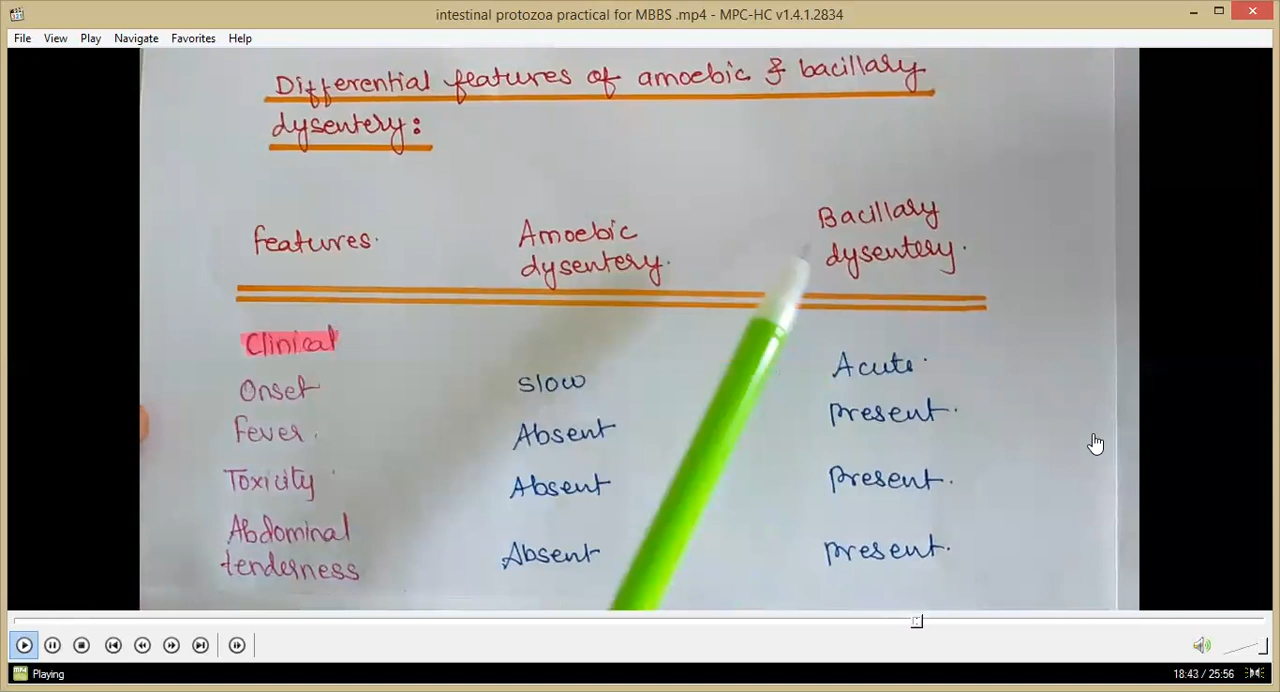 intestinal protozoa practical for MBBS .mp4 - MPC-HC v1.4.1.2834
File View Play Navigate Favorites Help
Differential features of amoebic & bacillary
dysentery:
features.
Amoebic
dysentery.
Bacillary
dysentery.
Clinical
Onset slow Acute.
Fever. Absent present.
Toxicity Absent present.
Abdominal
tenderness Absent present.
Playing 18:43 / 25:56